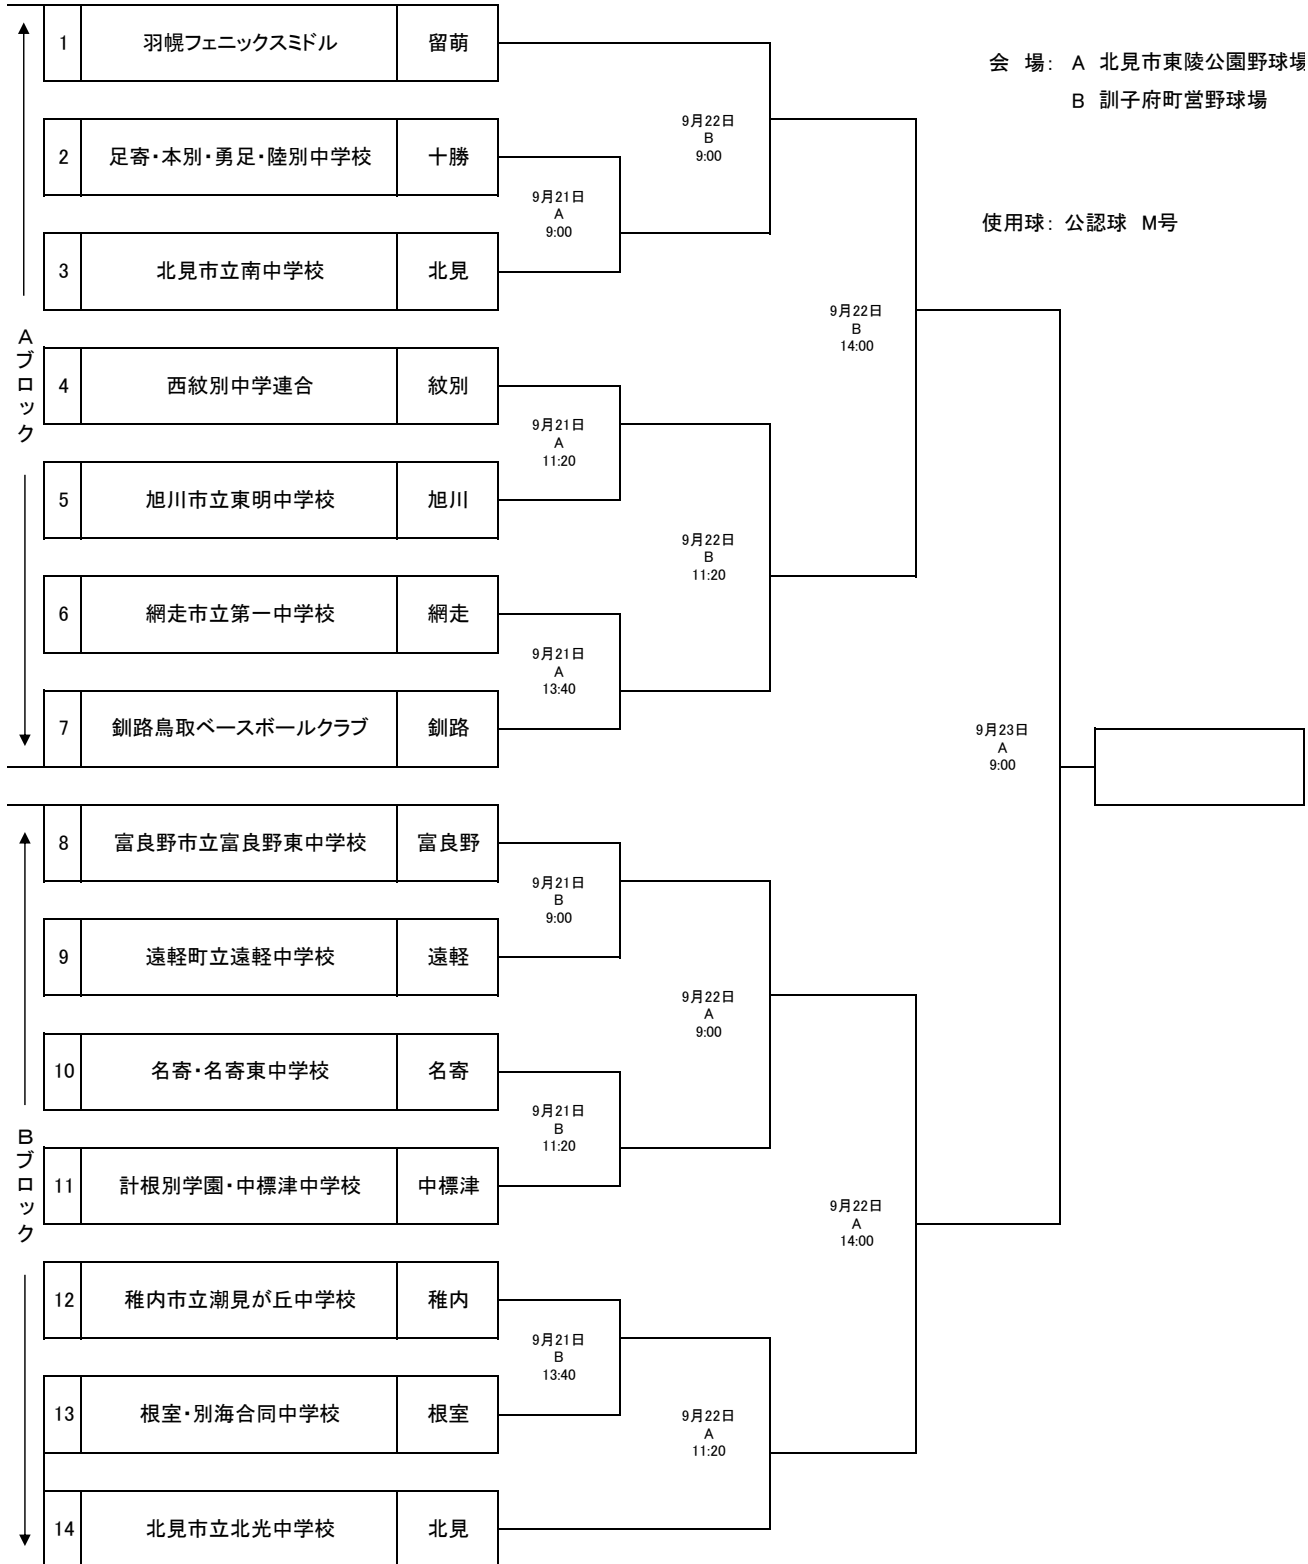 会 場： A 北見市東陵公園野球場
B 訓子府町営野球場
使用球： 公認球 M号
Aブロック
1 羽幌フェニックスミドル 留萌
2 足寄・本別・勇足・陸別中学校 十勝
3 北見市立南中学校 北見
4 西紋別中学連合 紋別
5 旭川市立東明中学校 旭川
6 網走市立第一中学校 網走
7 釧路鳥取ベースボールクラブ 釧路
9月21日
A
9:00
9月21日
A
11:20
9月21日
A
13:40
9月22日
B
9:00
9月22日
B
11:20
9月22日
B
14:00
9月23日
A
9:00
Bブロック
8 富良野市立富良野東中学校 富良野
9 遠軽町立遠軽中学校 遠軽
10 名寄・名寄東中学校 名寄
11 計根別学園・中標津中学校 中標津
12 稚内市立潮見が丘中学校 稚内
13 根室・別海合同中学校 根室
14 北見市立北光中学校 北見
9月21日
B
9:00
9月21日
B
11:20
9月21日
B
13:40
9月22日
A
9:00
9月22日
A
11:20
9月22日
A
14:00